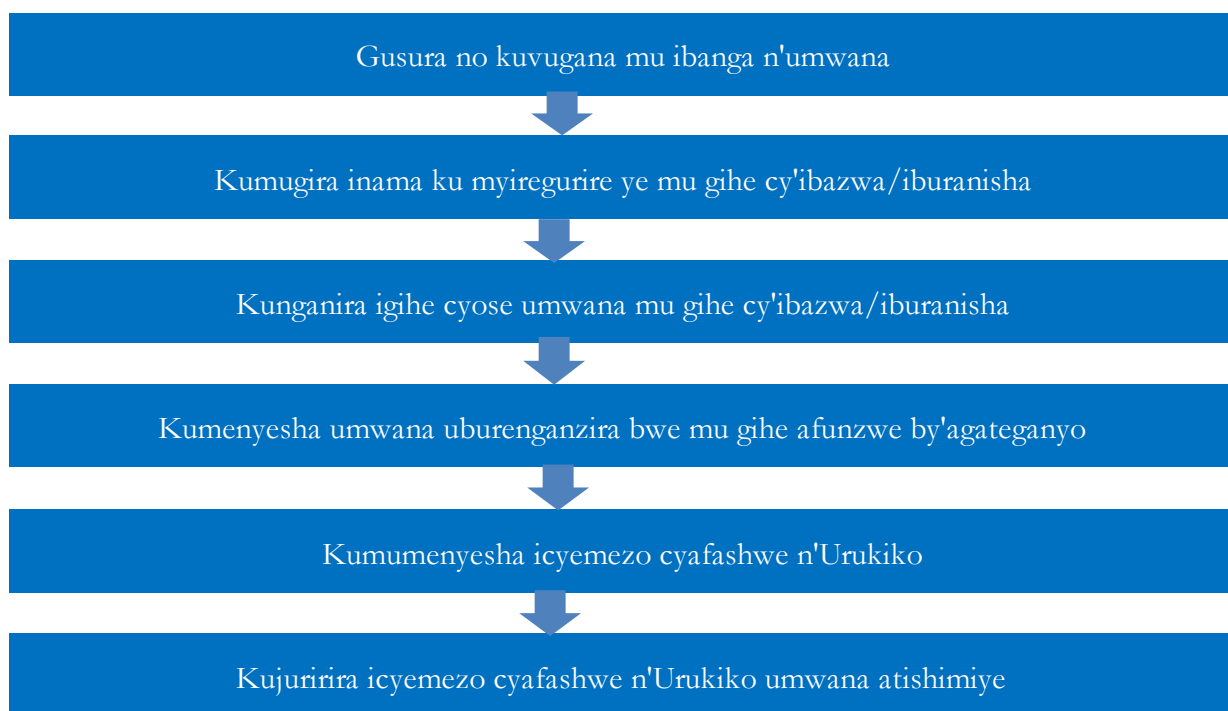 Gusura no kuvugana mu ibanga n'umwana
Kumugira inama ku myiregurire ye mu gihe cy'ibazwa/iburanisha
Kunganira igihe cyose umwana mu gihe cy'ibazwa/iburanisha
Kumenyesha umwana uburenganzira bwe mu gihe afunzwe by'agateganyo
Kumumenyesha icyemezo cyafashwe n'Urukiko
Kujuririra icyemezo cyafashwe n'Urukiko umwana atishimiye